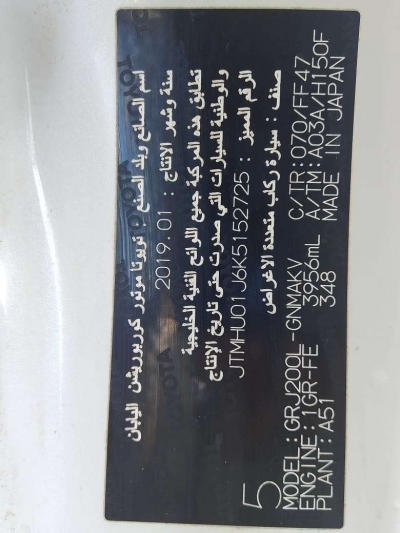 اسم الصانع وبلد الصنع : تويوتا موتور كوربوريشن اليابان
سنة وشهر الإنتاج : 2019.01
تطابق هذه المركبة جميع اللوائح الفنية الخليجية
والوطنية للسيارات التي صدرت حتى تاريخ الإنتاج
الرقم المميز : JTMHU01J6K5152725
صنف : سيارة ركاب متعددة الاغراض
5
MODEL: GRJ200L-GNMAKV C/TR: 070/FF47
ENGINE: 1GR-FE 3956mL A/TM: A03A/H150F
PLANT: A51 348 MADE IN JAPAN